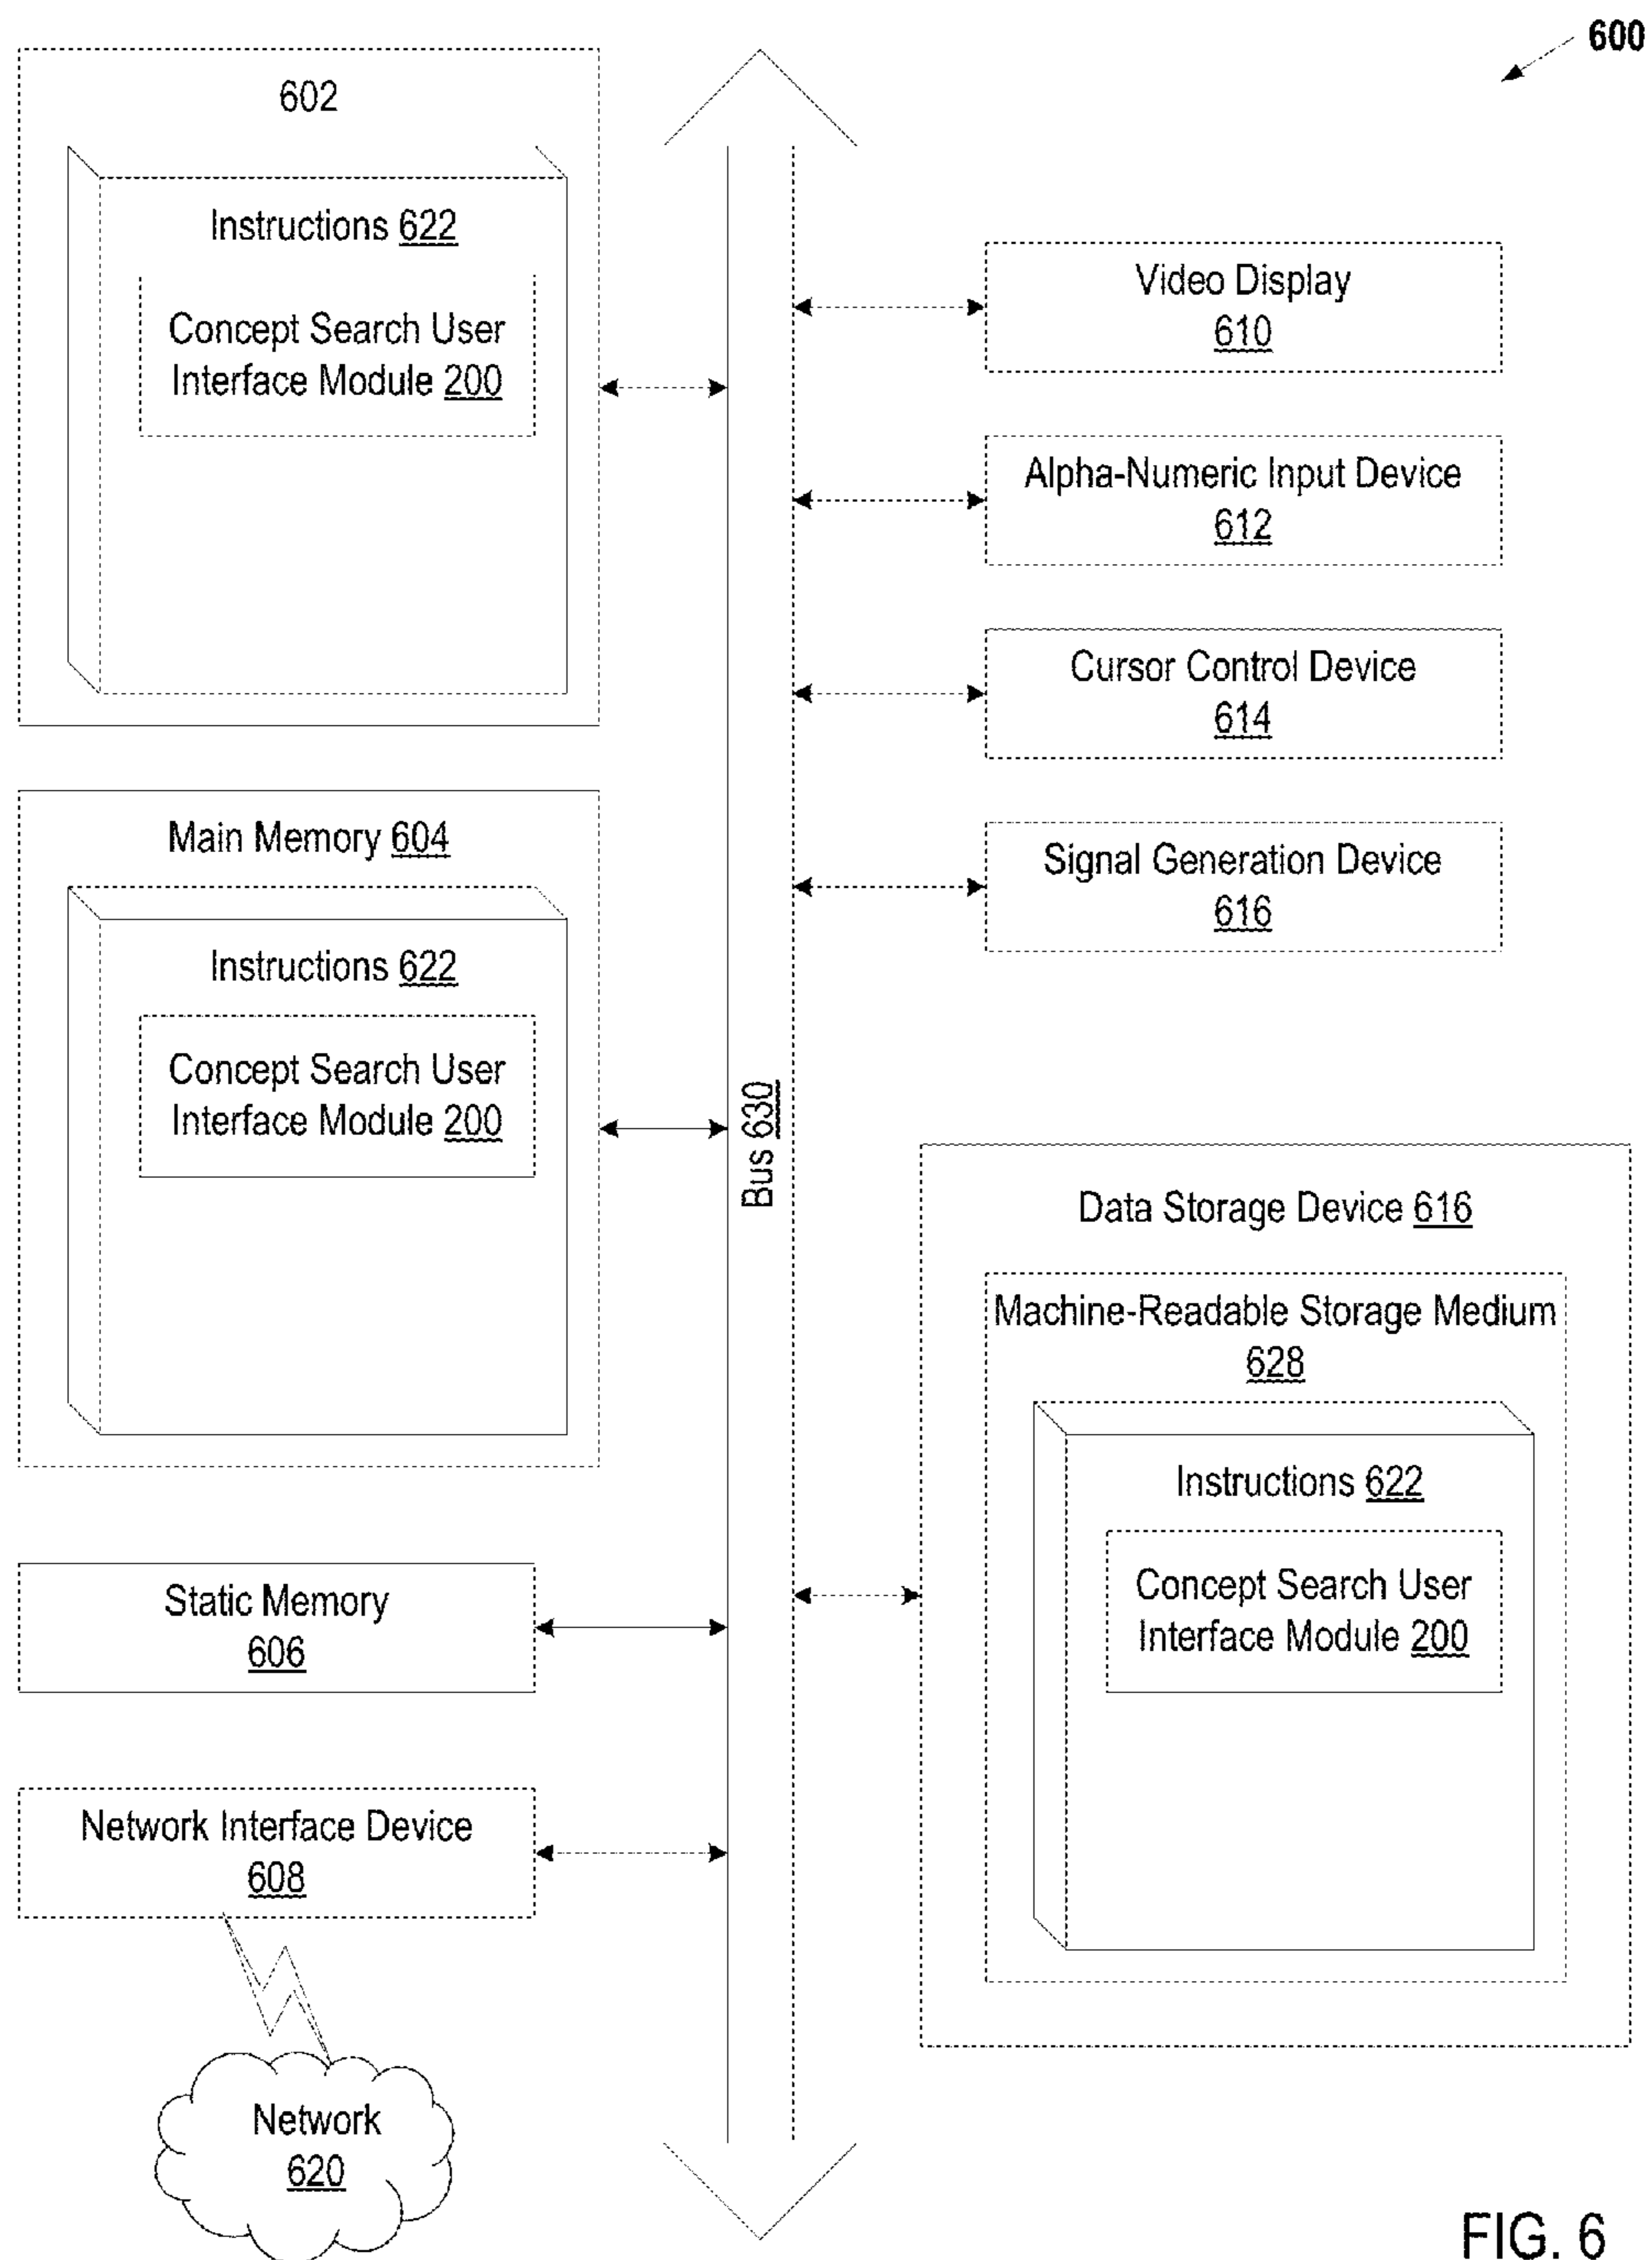 600
602
Instructions 622
Concept Search User
Interface Module 200
Main Memory 604
Instructions 622
Concept Search User
Interface Module 200
Static Memory
606
Network Interface Device
608
Network
620
Bus 630
Video Display
610
Alpha-Numeric Input Device
612
Cursor Control Device
614
Signal Generation Device
616
Data Storage Device 616
Machine-Readable Storage Medium
628
Instructions 622
Concept Search User
Interface Module 200
FIG. 6